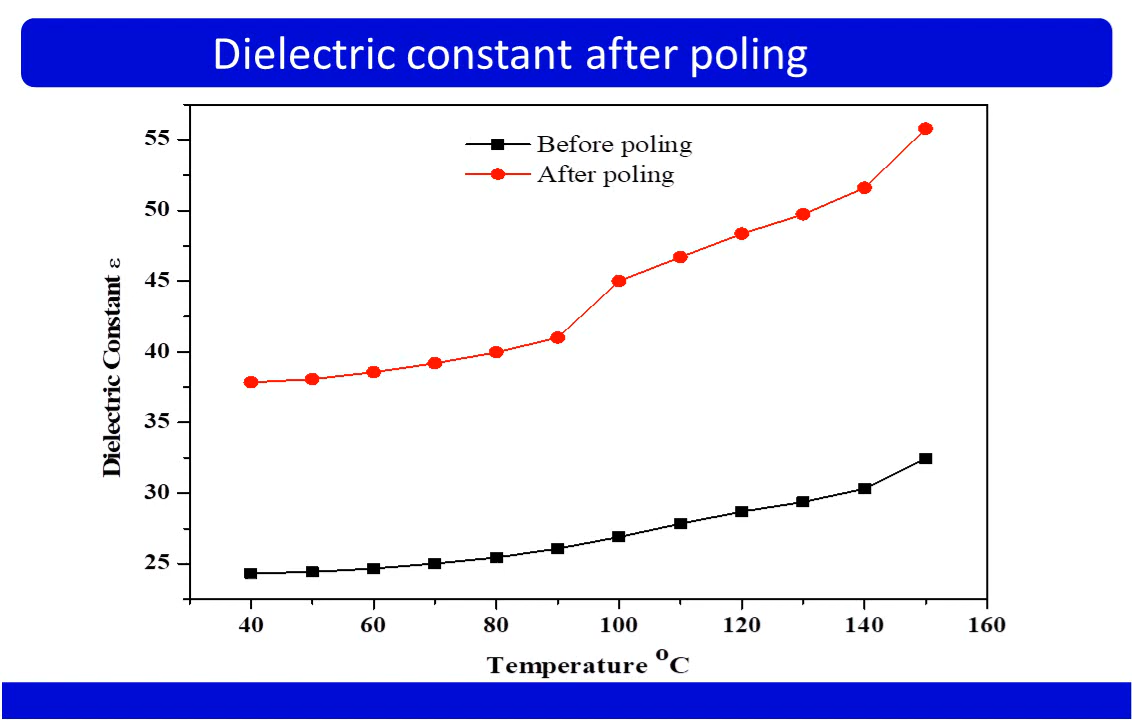 Dielectric constant after poling
Before poling
After poling
55
50
45
40
35
30
25
Dielectric Constant ε
40 60 80 100 120 140 160
Temperature °C